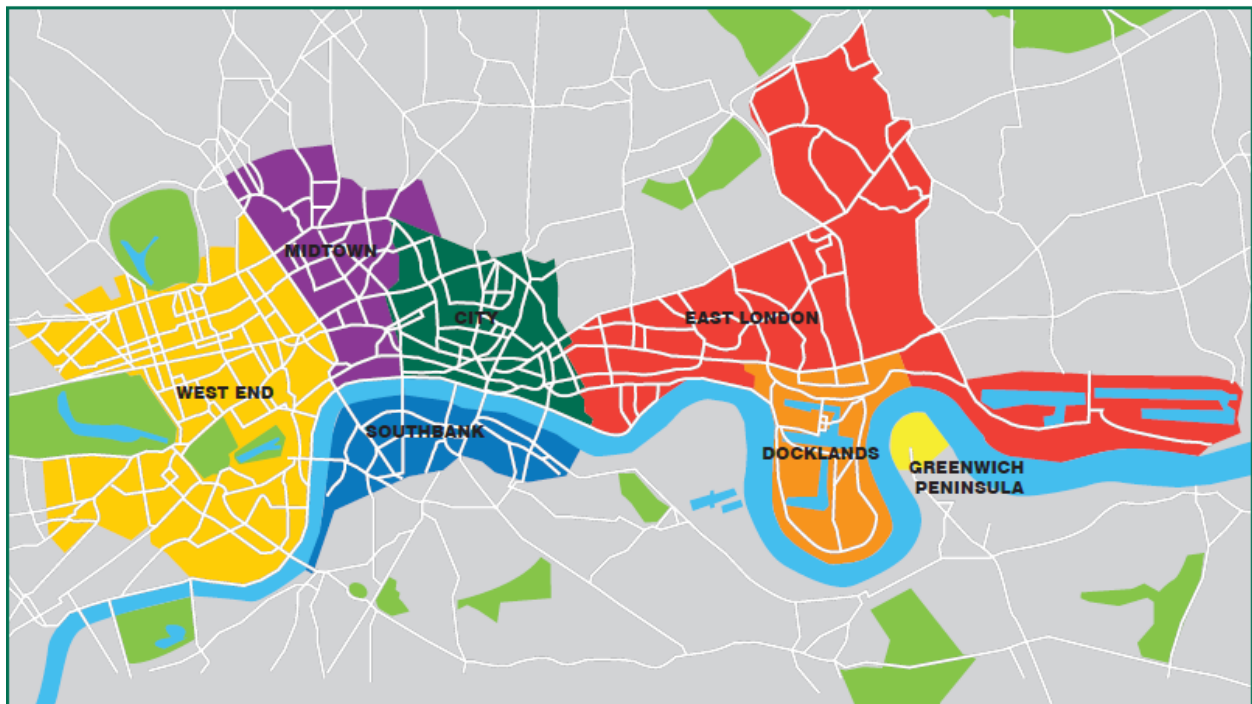 MIDTOWN
CITY
EAST LONDON
WEST END
SOUTHBANK
DOCKLANDS
GREENWICH
PENINSULA